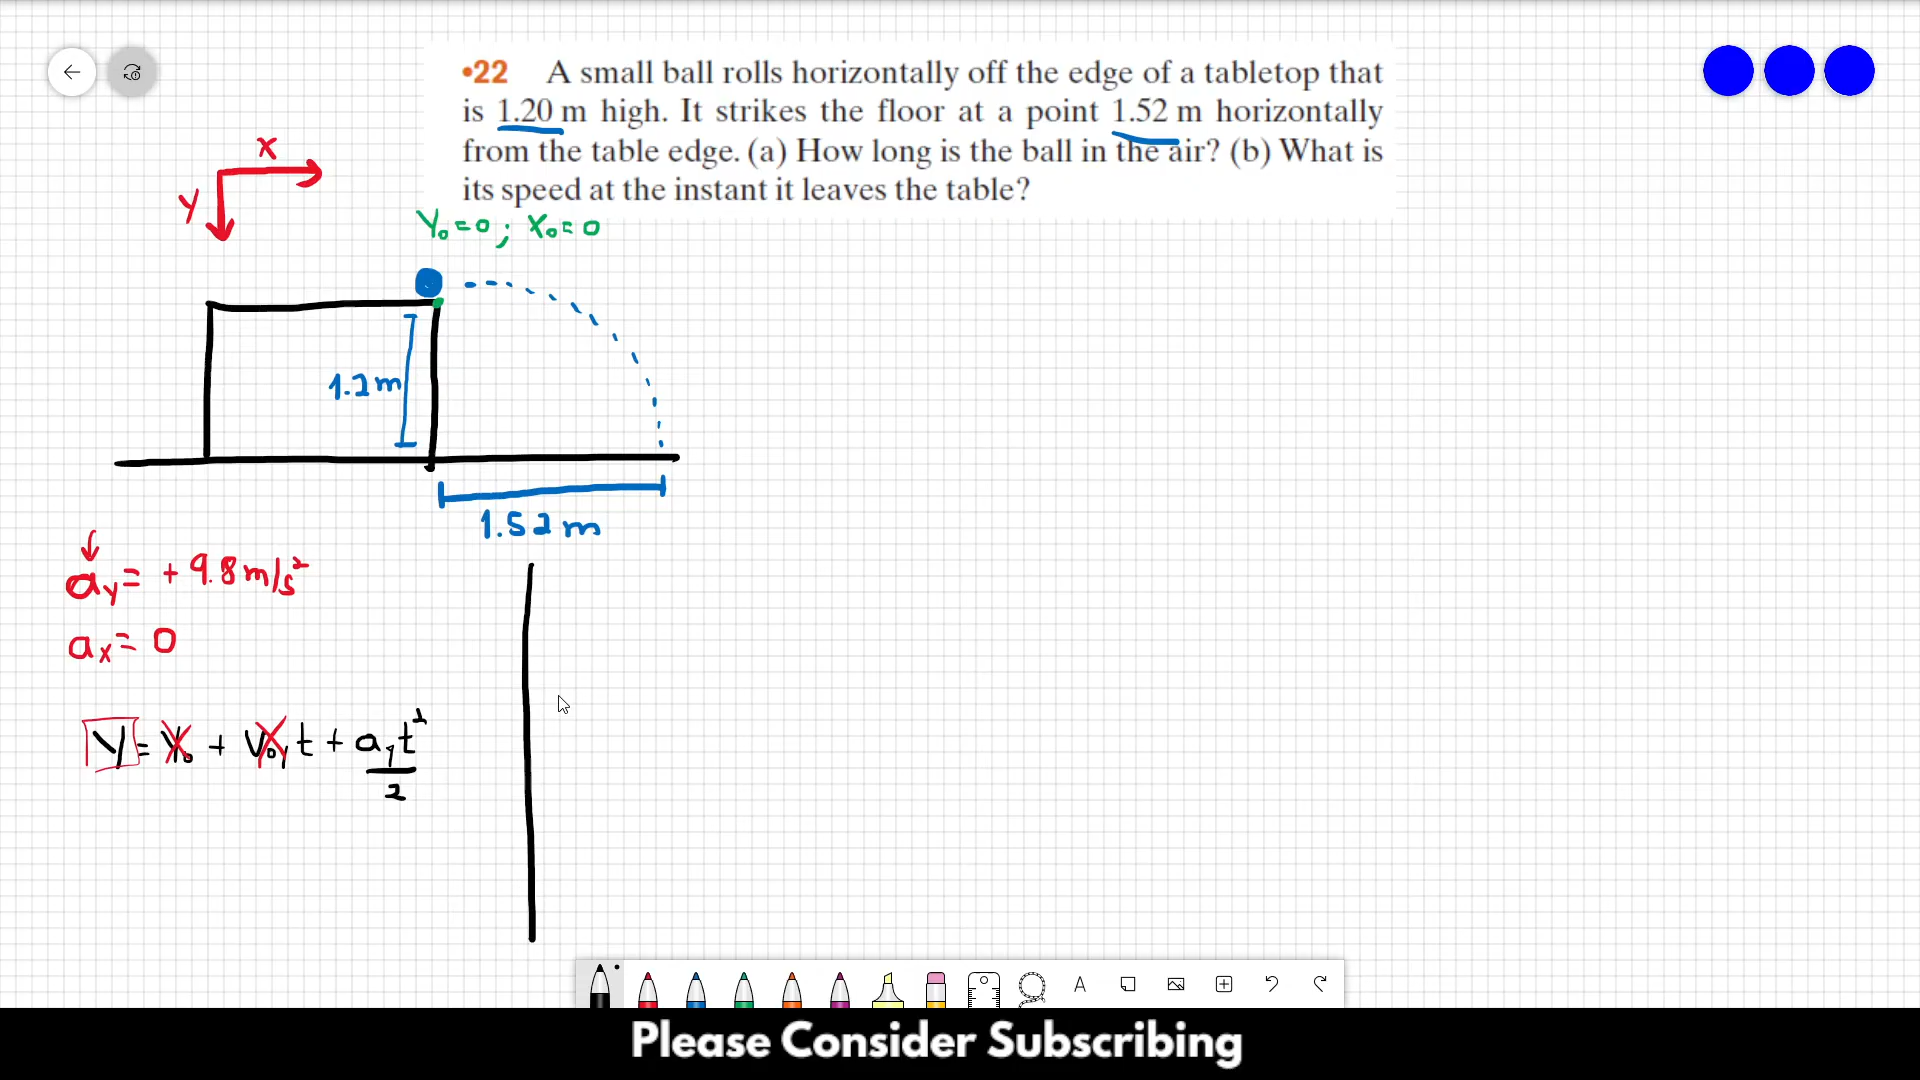 •22 A small ball rolls horizontally off the edge of a tabletop that
is 1.20 m high. It strikes the floor at a point 1.52 m horizontally
from the table edge. (a) How long is the ball in the air? (b) What is
its speed at the instant it leaves the table?
x
y
Y₀=0; X₀=0
1.2m
1.52m
ay= +9.8m/s²
ax= 0
Y = Y₀ + V₀yt + ayt²
2
A
Please Consider Subscribing